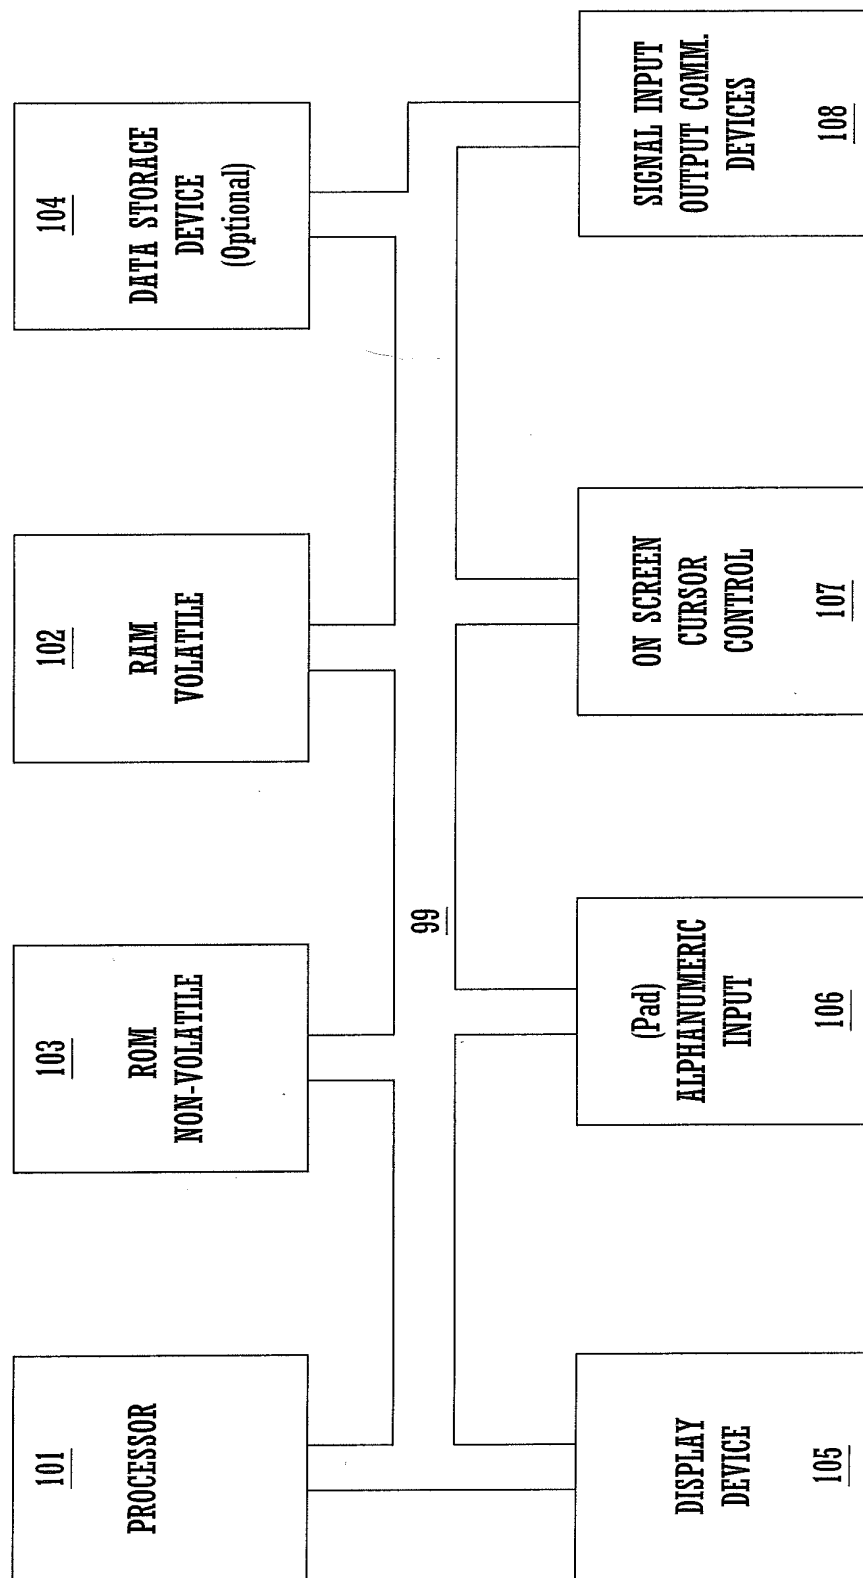 101
PROCESSOR
103
ROM
NON-VOLATILE
102
RAM
VOLATILE
104
DATA STORAGE
DEVICE
(Optional)
99
DISPLAY
DEVICE
105
(Pad)
ALPHANUMERIC
INPUT
106
ON SCREEN
CURSOR
CONTROL
107
SIGNAL INPUT
OUTPUT COMM.
DEVICES
108